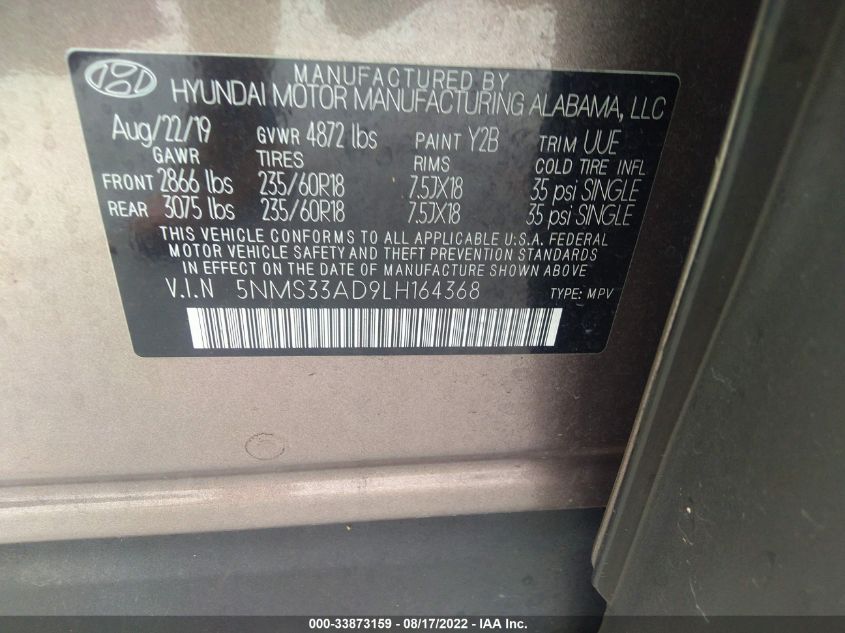 MANUFACTURED BY
HYUNDAI MOTOR MANUFACTURING ALABAMA, LLC
Aug/22/19 GVWR 4872 lbs PAINT Y2B TRIM UUE
GAWR TIRES RIMS COLD TIRE INFL
FRONT 2866 lbs 235/60R18 7.5JX18 35 psi SINGLE
REAR 3075 lbs 235/60R18 7.5JX18 35 psi SINGLE
THIS VEHICLE CONFORMS TO ALL APPLICABLE U.S.A. FEDERAL
MOTOR VEHICLE SAFETY AND THEFT PREVENTION STANDARDS
IN EFFECT ON THE DATE OF MANUFACTURE SHOWN ABOVE
V.I.N 5NMS33AD9LH164368 TYPE: MPV
000-33873159 - 08/17/2022 - IAA Inc.